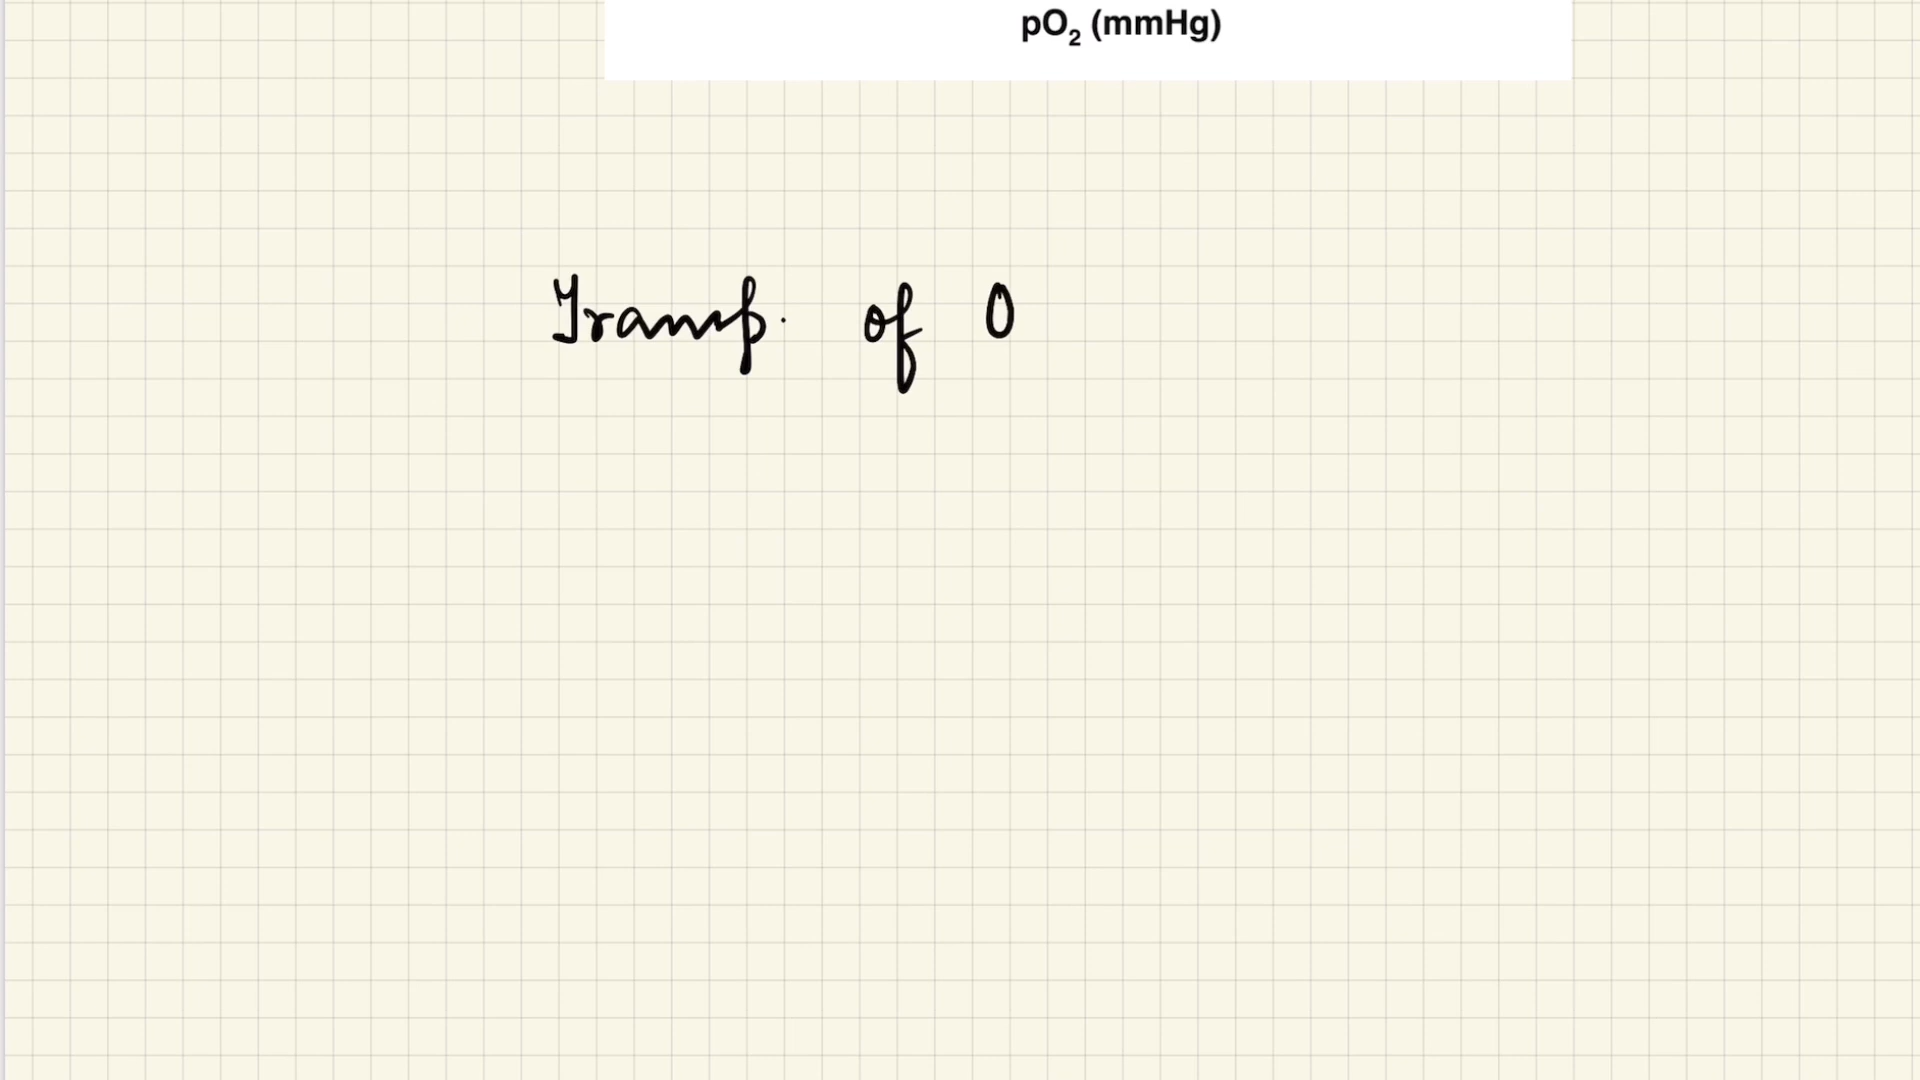 pO₂ (mmHg)
Transp. of O